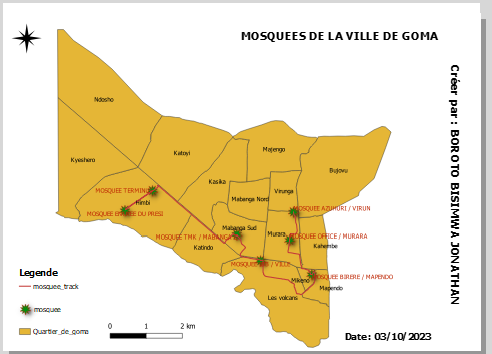 MOSQUEES DE LA VILLE DE GOMA
Créer par : BOROTO BISIMWA JONATHAN
Ndosho
Katoyi
Majengo
Kyeshero
Bujovu
Kasika
Virunga
MOSQUEE TERMINUS
Himbi
Mabanga Nord
MOSQUEE AZUHURI / VIRUN
MOSQUEE ENTREE DU PRESI
Mabanga Sud
Murara
MOSQUEE TMK / MABANGA
MOSQUEE OFFICE / MURARA
Katindo
Kahembe
MOSQUEE / VILLE
Mikeno
MOSQUEE BIRERE / MAPENDO
Mapendo
Les volcans
Legende
mosquee_track
mosquee
Quartier_de_goma
0 1 2 km
Date: 03/10/2023